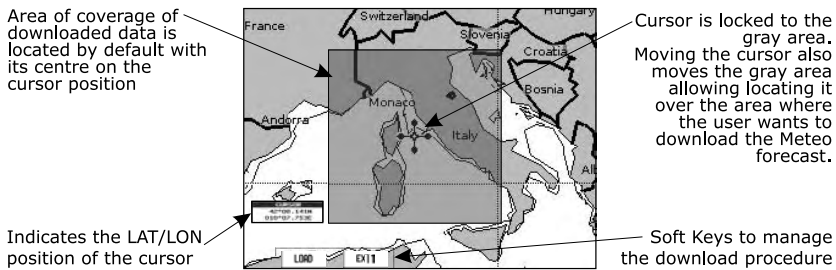 Area of coverage of
downloaded data is
located by default with
its centre on the
cursor position
Indicates the LAT/LON
position of the cursor
France
Switzerland
Hungary
Slovenia
Croatia
Bosnia
Monaco
Andorra
Italy
Alb
CURSOR
LOAD
EXIT
Cursor is locked to the
gray area.
Moving the cursor also
moves the gray area
allowing locating it
over the area where
the user wants to
download the Meteo
forecast.
Soft Keys to manage
the download procedure